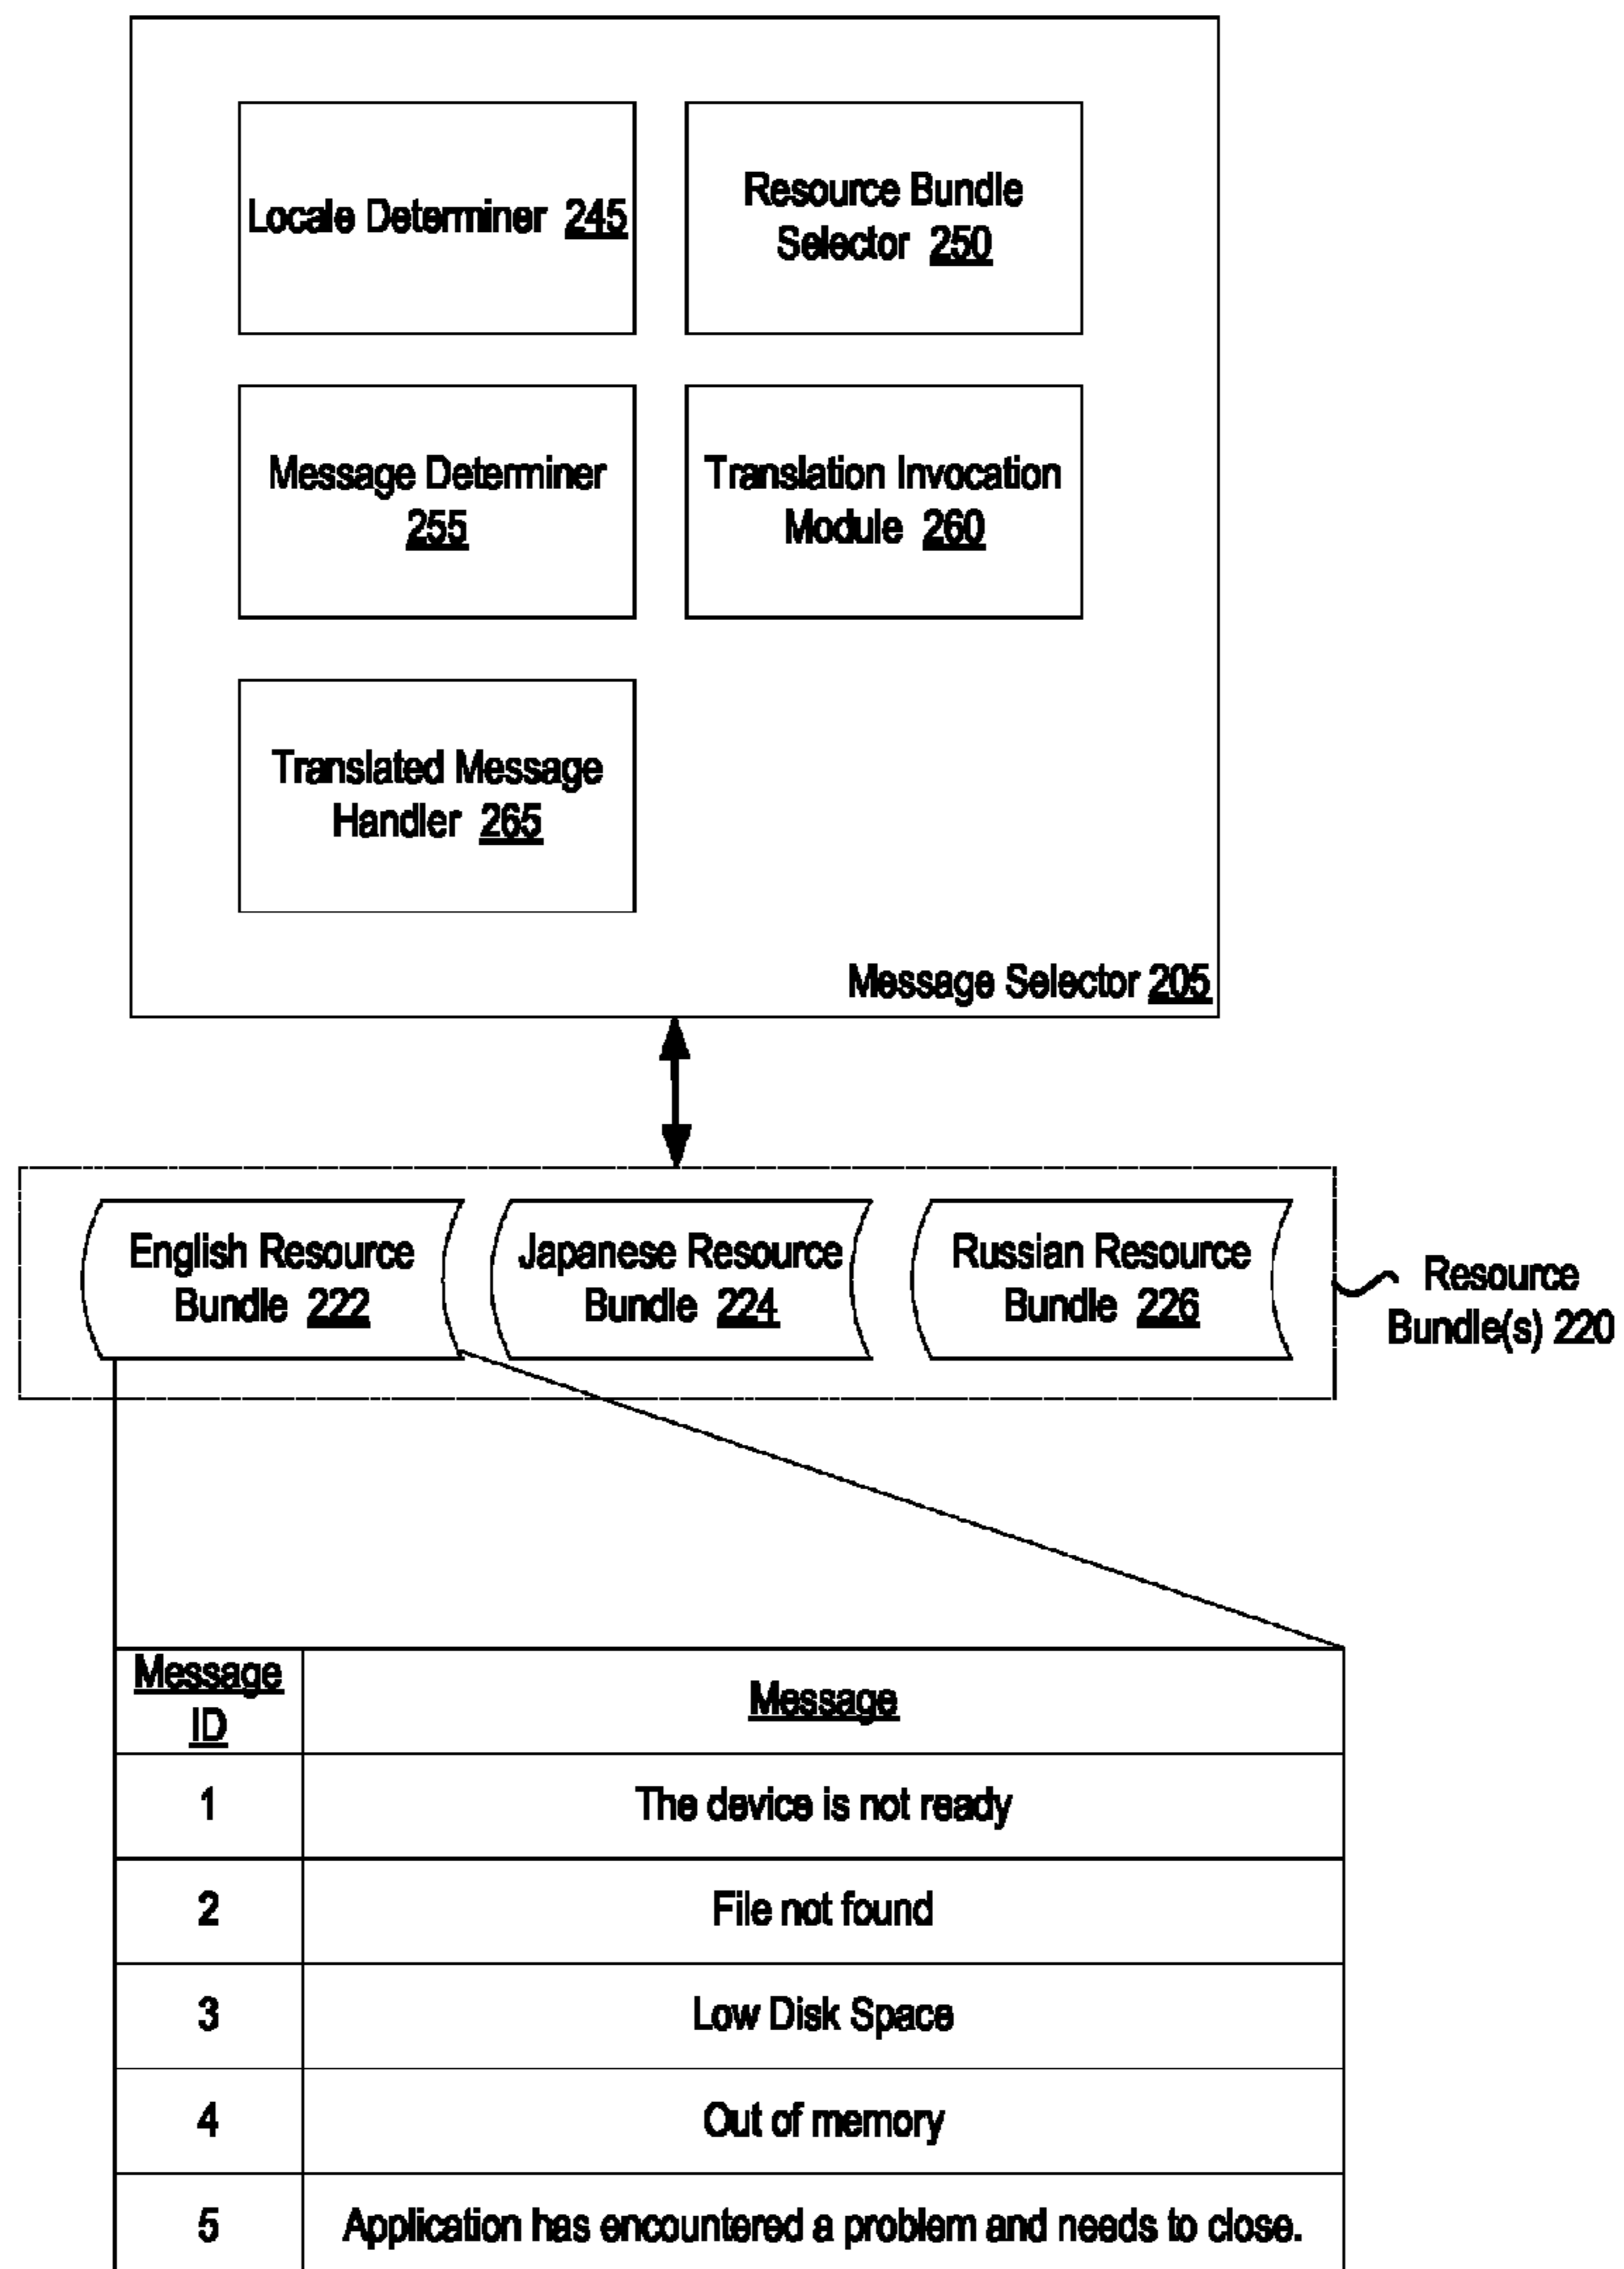 Locale Determiner 245
Resource Bundle
Selector 250
Message Determiner
255
Translation Invocation
Module 260
Translated Message
Handler 265
Message Selector 205
English Resource
Bundle 222
Japanese Resource
Bundle 224
Russian Resource
Bundle 226
Resource
Bundle(s) 220
Message
ID
Message
1
The device is not ready
2
File not found
3
Low Disk Space
4
Out of memory
5
Application has encountered a problem and needs to close.